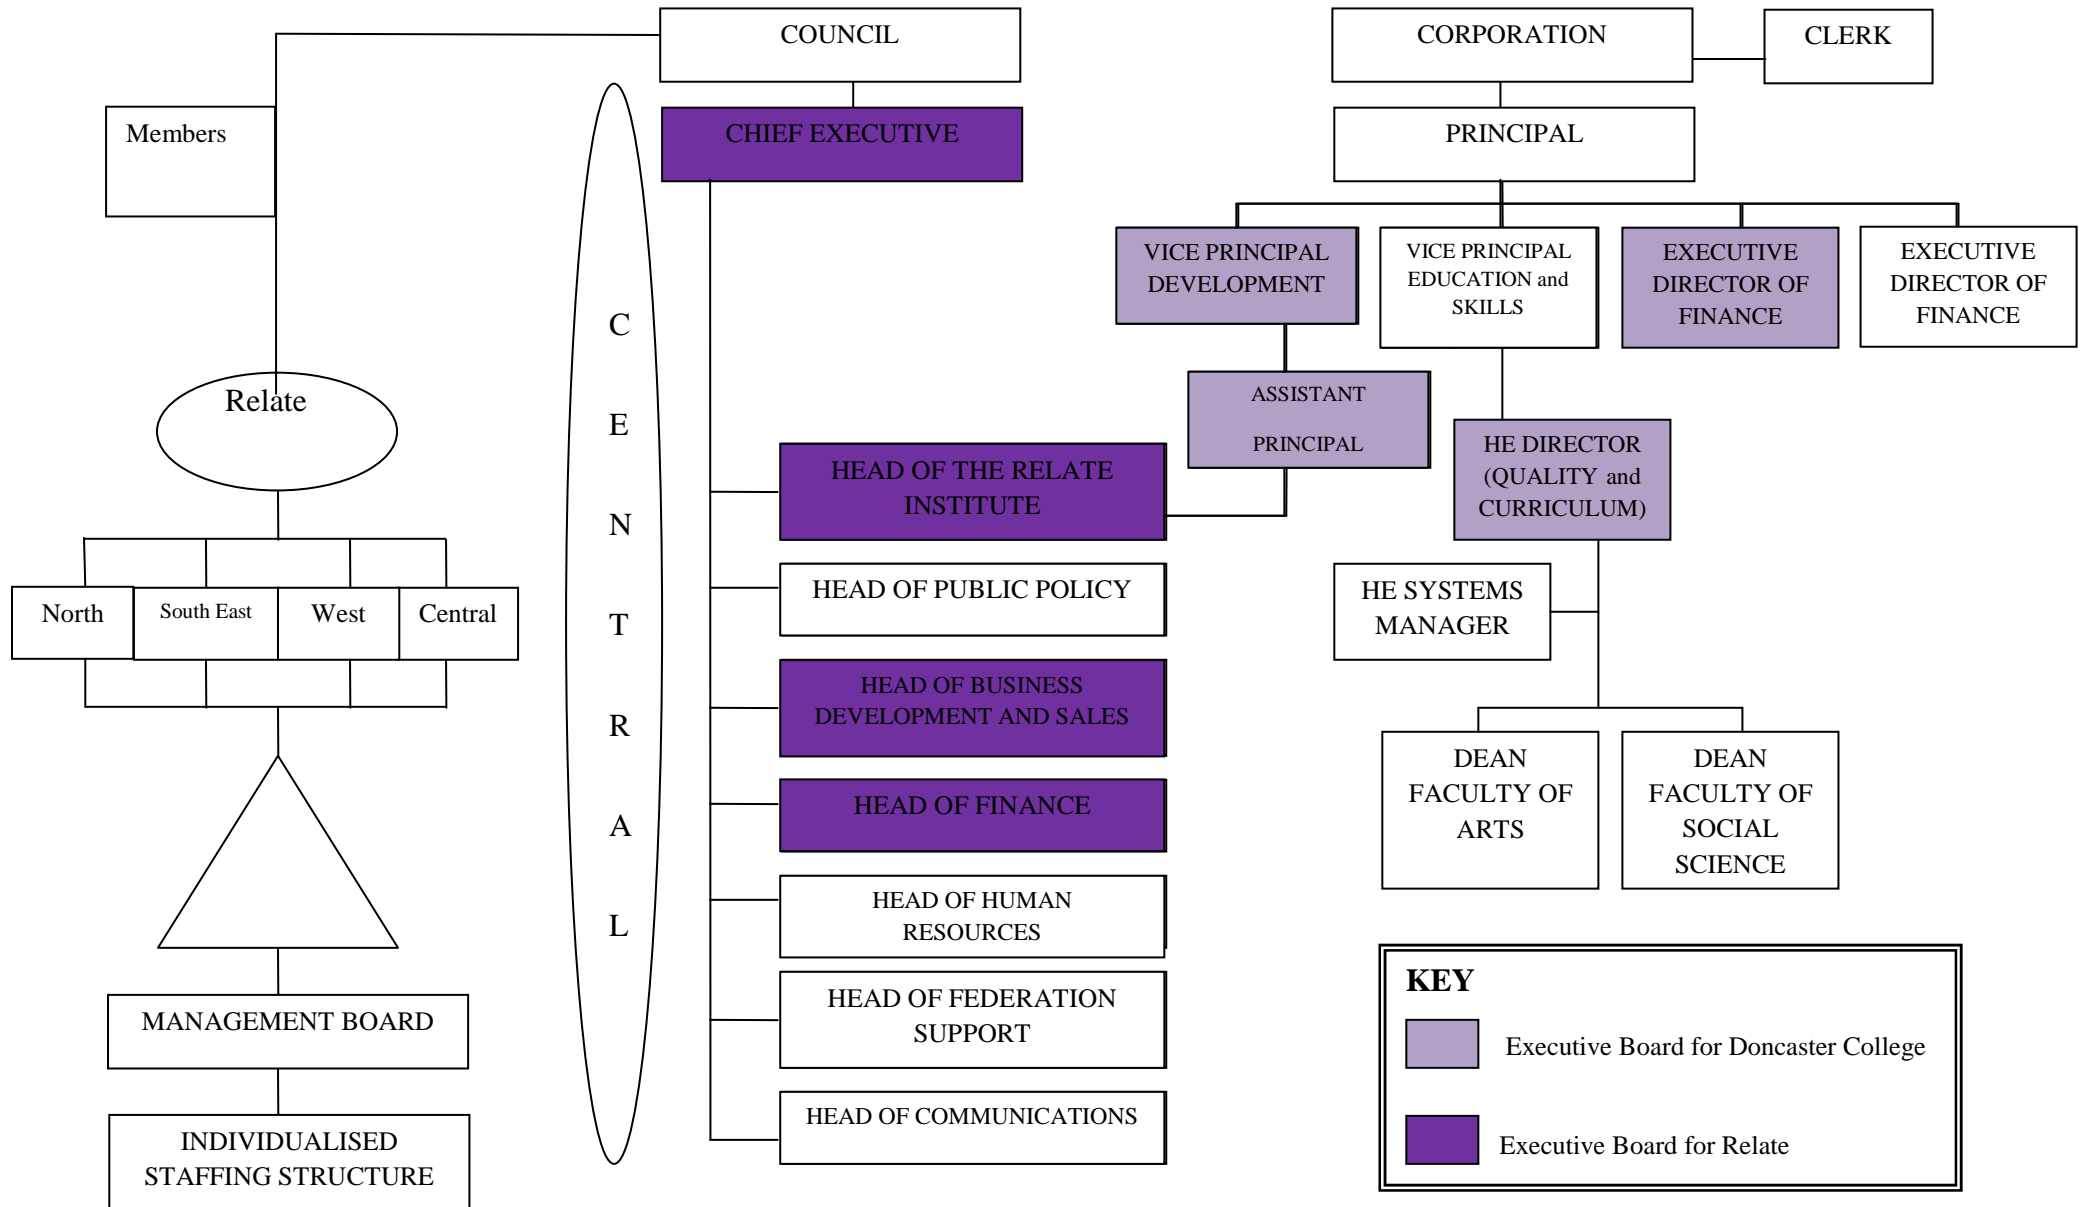 COUNCIL
CORPORATION
CLERK
Members
CHIEF EXECUTIVE
PRINCIPAL
VICE PRINCIPAL
DEVELOPMENT
VICE PRINCIPAL
EDUCATION and
SKILLS
EXECUTIVE
DIRECTOR OF
FINANCE
EXECUTIVE
DIRECTOR OF
FINANCE
Relate
C
E
N
T
R
A
L
ASSISTANT
PRINCIPAL
HEAD OF THE RELATE
INSTITUTE
HE DIRECTOR
(QUALITY and
CURRICULUM)
North
South East
West
Central
HEAD OF PUBLIC POLICY
HE SYSTEMS
MANAGER
HEAD OF BUSINESS
DEVELOPMENT AND SALES
HEAD OF FINANCE
DEAN
FACULTY OF
ARTS
DEAN
FACULTY OF
SOCIAL
SCIENCE
HEAD OF HUMAN
RESOURCES
HEAD OF FEDERATION
SUPPORT
HEAD OF COMMUNICATIONS
MANAGEMENT BOARD
INDIVIDUALISED
STAFFING STRUCTURE
KEY
Executive Board for Doncaster College
Executive Board for Relate